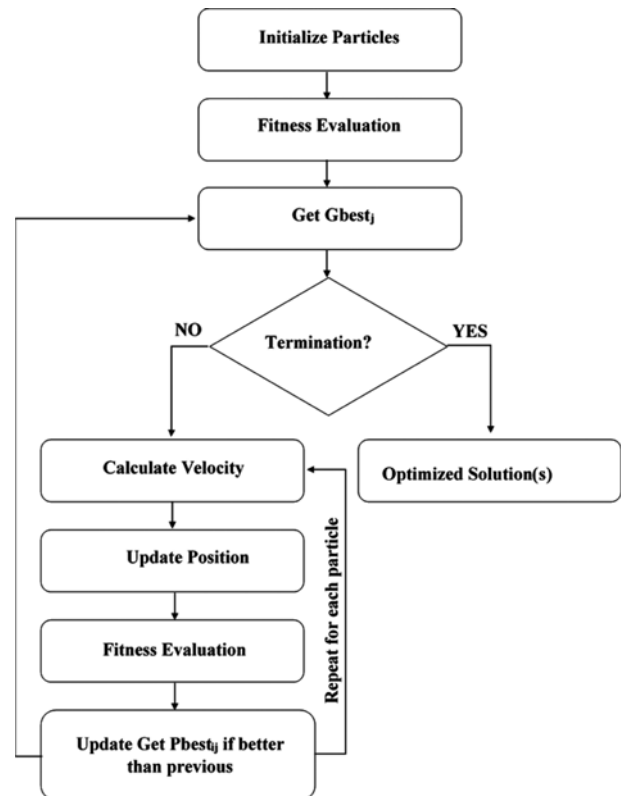 Initialize Particles
Fitness Evaluation
Get Gbestⱼ
NO
YES
Termination?
Calculate Velocity
Optimized Solution(s)
Update Position
Repeat for each particle
Fitness Evaluation
Update Get Pbestᵢⱼ if better
than previous